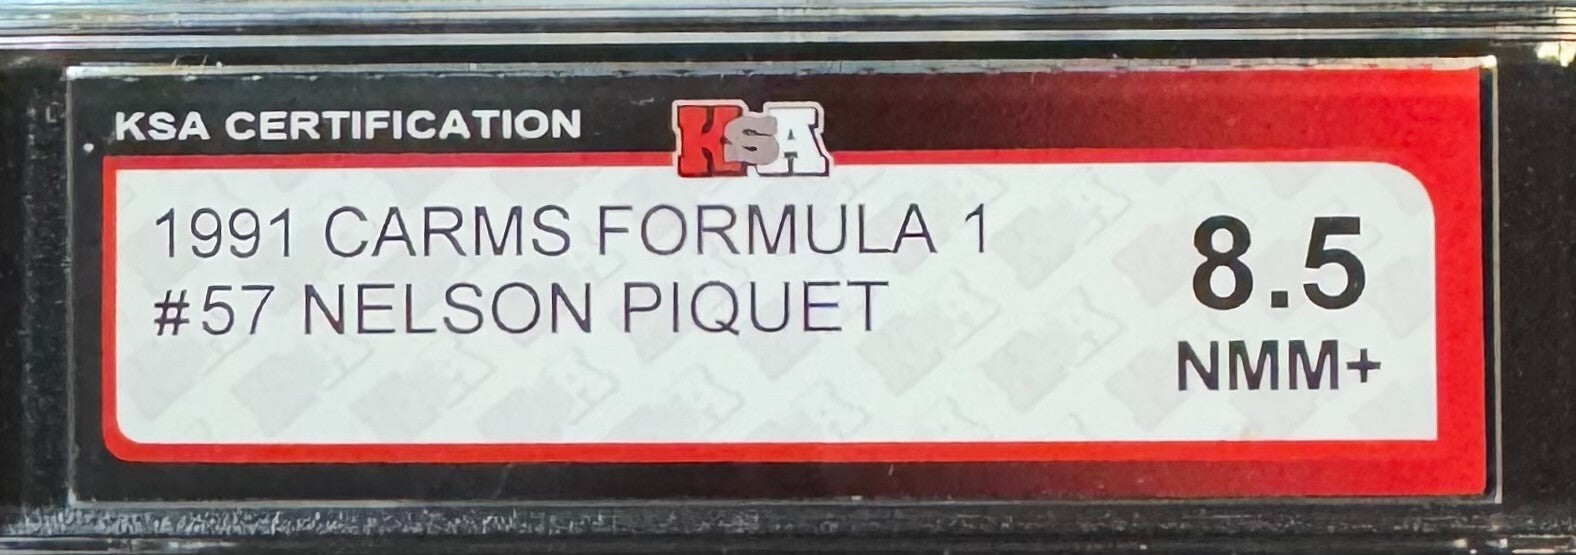 KSA CERTIFICATION
KSA
1991 CARMS FORMULA 1
#57 NELSON PIQUET
8.5
NMM+